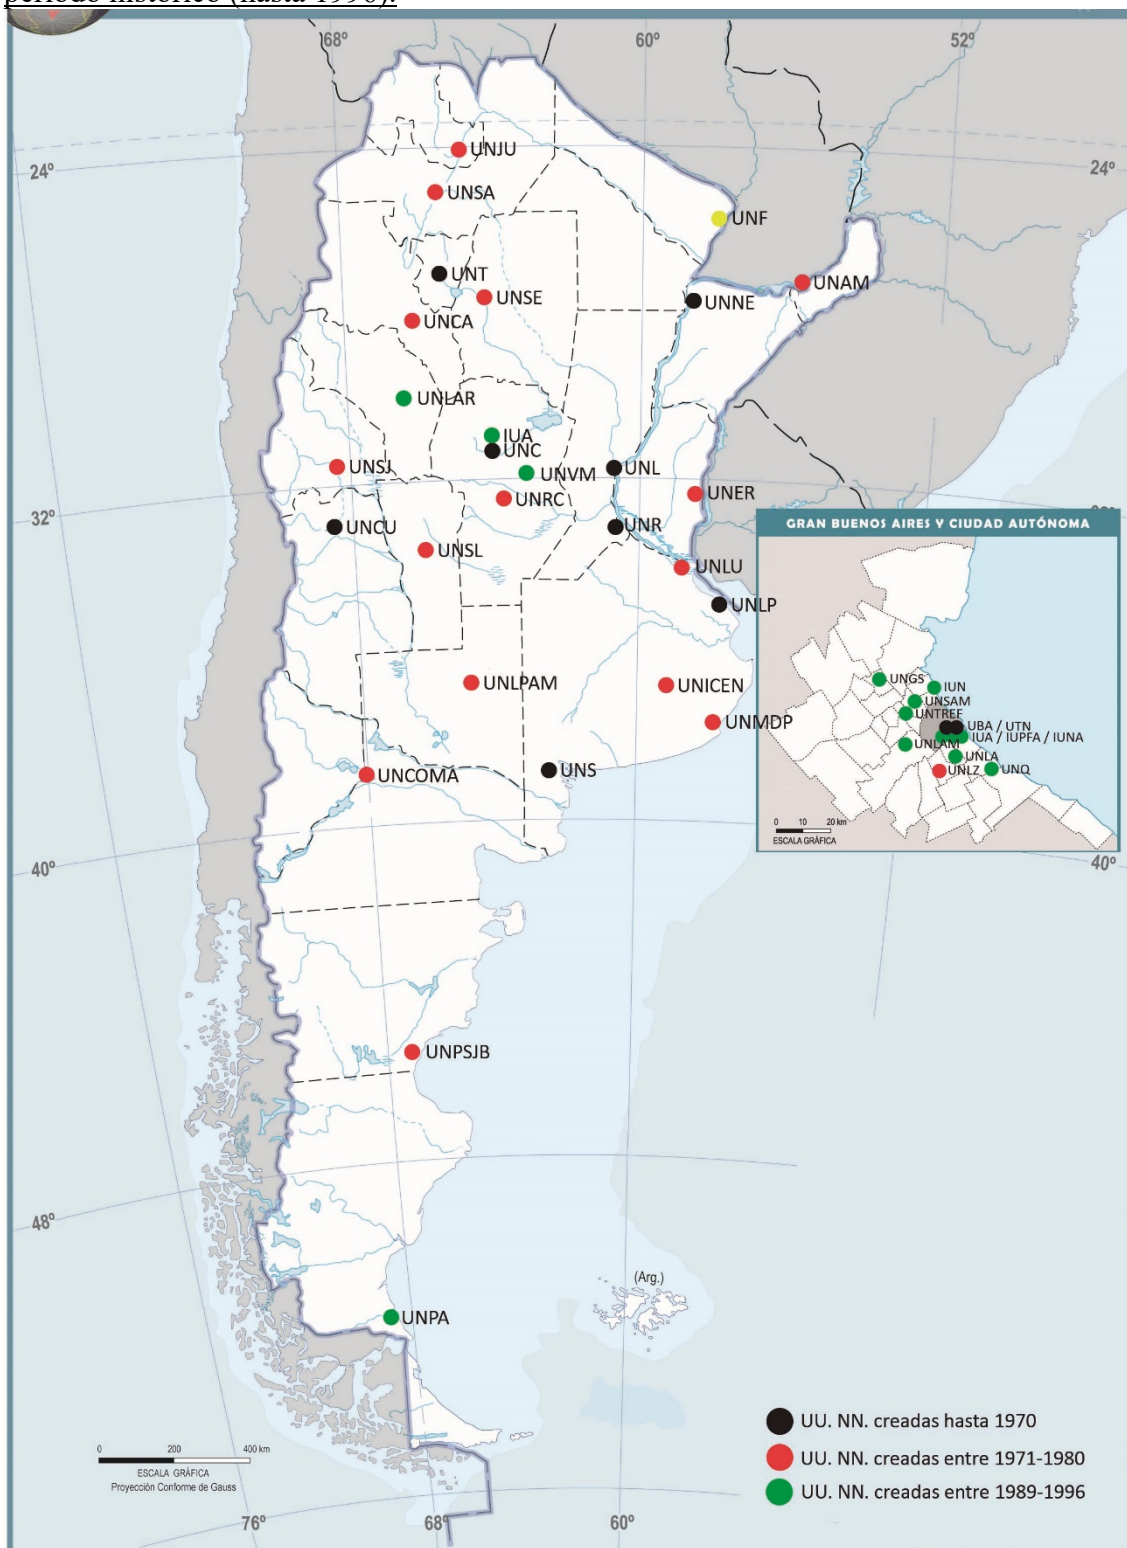 período histórico (hasta 1996).
68º
60º
52º
24º
24º
UNJU
UNSA
UNF
UNT
UNSE
UNAM
UNNE
UNCA
UNLAR
IUA
UNC
UNSJ
UNVM
UNL
UNRC
UNER
32º
UNCU
UNR
UNSL
UNLU
UNLP
GRAN BUENOS AIRES Y CIUDAD AUTÓNOMA
UNGS
IUN
UNSAM
UNTREF
UBA / UTN
IUA / IUPFA / IUNA
UNLAM
UNLA
UNLZ
UNQ
0 10 20 km
ESCALA GRÁFICA
UNLPAM
UNICEN
UNMDP
UNCOMA
UNS
40º
40º
UNPSJB
48º
(Arg.)
UNPA
UU. NN. creadas hasta 1970
UU. NN. creadas entre 1971-1980
UU. NN. creadas entre 1989-1996
0 200 400 km
ESCALA GRÁFICA
Proyección Conforme de Gauss
76º
68º
60º